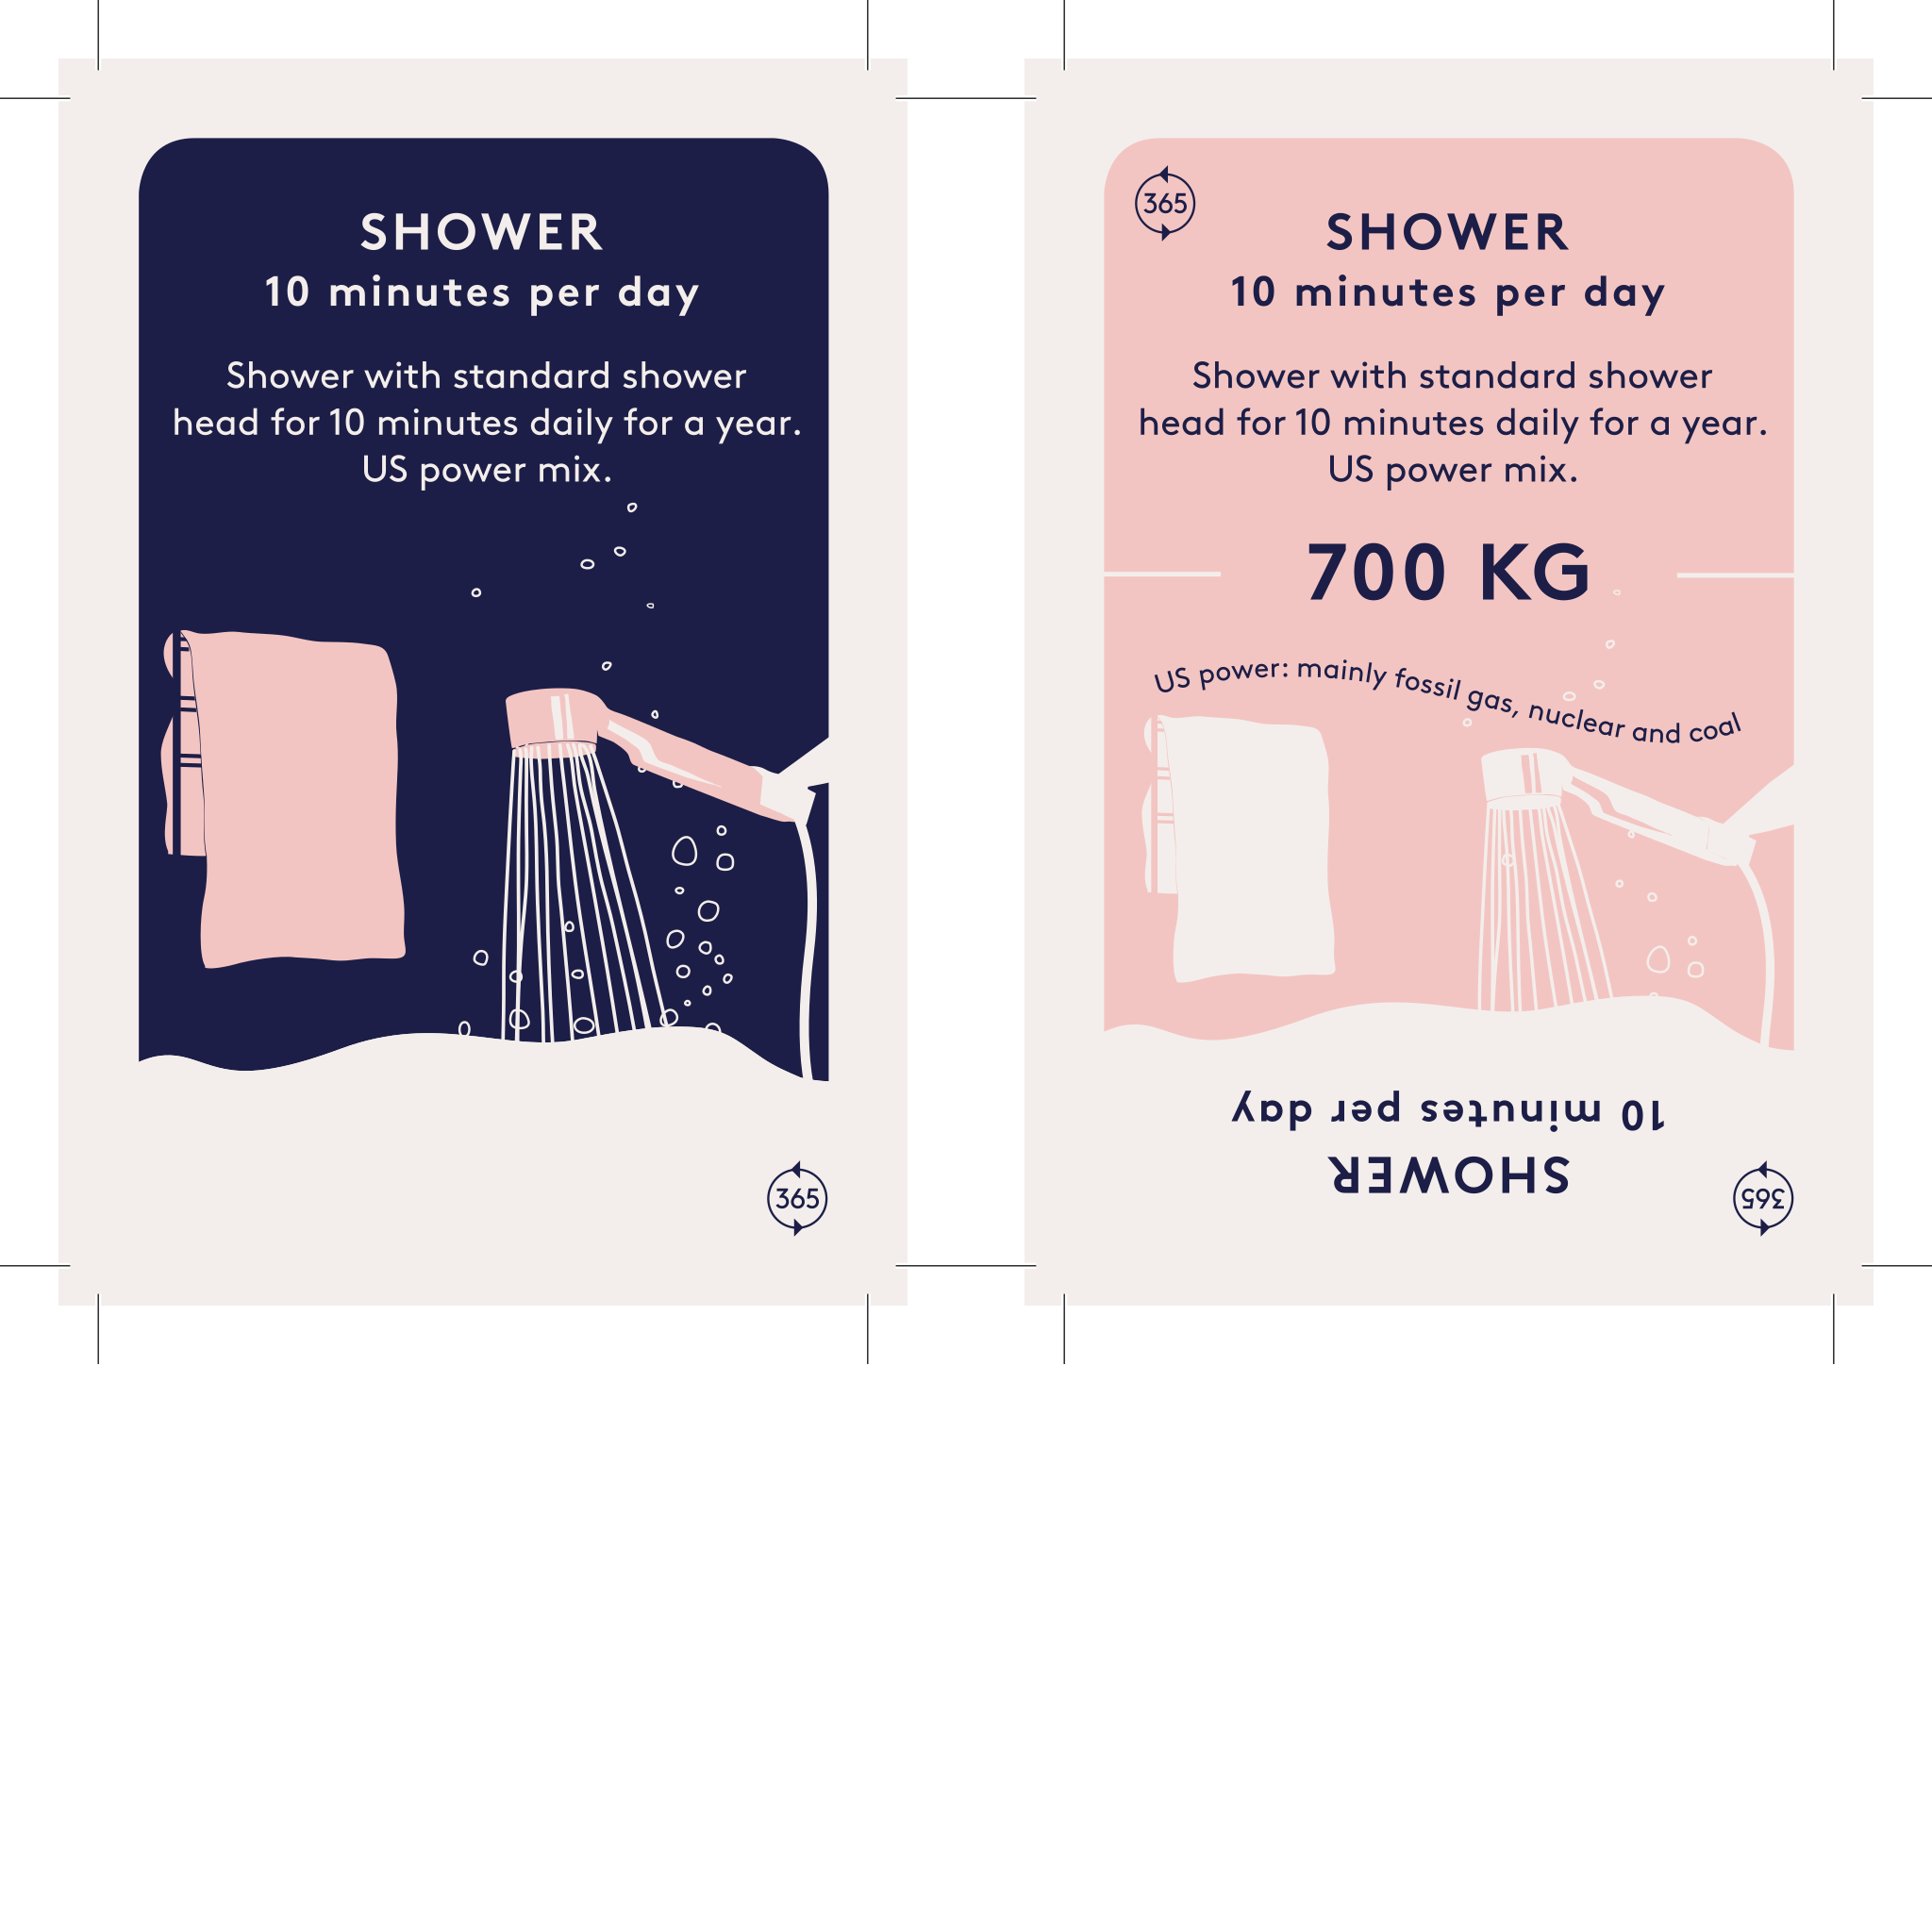 SHOWER
10 minutes per day
Shower with standard shower
head for 10 minutes daily for a year.
US power mix.
365
365
SHOWER
10 minutes per day
Shower with standard shower
head for 10 minutes daily for a year.
US power mix.
700 KG
US power: mainly fossil gas, nuclear and coal
SHOWER
10 minutes per day
365